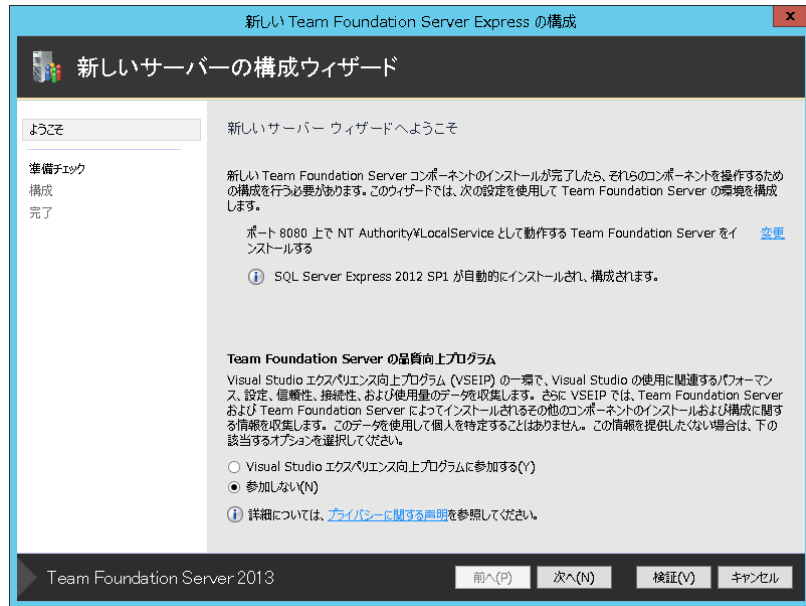 新しい Team Foundation Server Express の構成
x
新しいサーバーの構成ウィザード
ようこそ
準備チェック
構成
完了
新しいサーバー ウィザードへようこそ
新しい Team Foundation Server コンポーネントのインストールが完了したら、それらのコンポーネントを操作するため
の構成を行う必要があります。このウィザードでは、次の設定を使用して Team Foundation Server の環境を構成
します。
ポート 8080 上で NT Authority¥LocalService として動作する Team Foundation Server をイ 変更
ンストールする
SQL Server Express 2012 SP1 が自動的にインストールされ、構成されます。
Team Foundation Server の品質向上プログラム
Visual Studio エクスペリエンス向上プログラム (VSEIP) の一環で、Visual Studio の使用に関連するパフォーマン
ス、設定、信頼性、接続性、および使用量のデータを収集します。さらに VSEIP では、Team Foundation Server
および Team Foundation Server によってインストールされるその他のコンポーネントのインストールおよび構成に関す
る情報を収集します。このデータを使用して個人を特定することはありません。この情報を提供したくない場合は、下の
該当するオプションを選択してください。
Visual Studio エクスペリエンス向上プログラムに参加する(Y)
参加しない(N)
詳細については、プライバシーに関する声明を参照してください。
Team Foundation Server 2013
前へ(P) 次へ(N) 検証(V) キャンセル